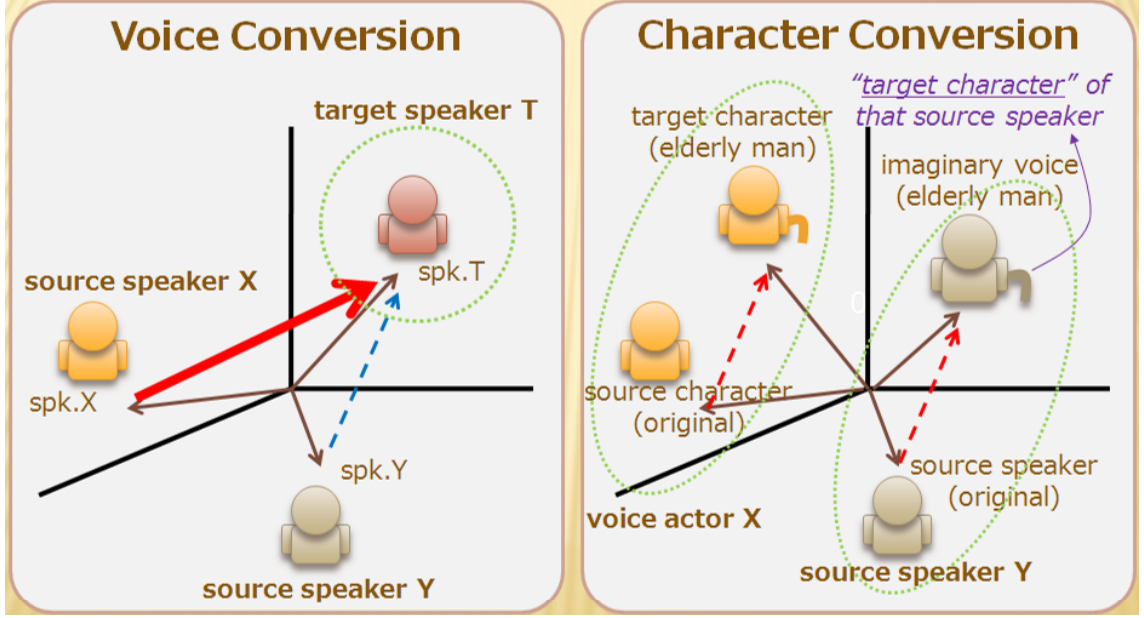 Voice Conversion
target speaker T
spk.T
source speaker X
spk.X
spk.Y
source speaker Y
Character Conversion
"target character" of
that source speaker
target character
(elderly man)
imaginary voice
(elderly man)
0
source character
(original)
source speaker
(original)
voice actor X
source speaker Y